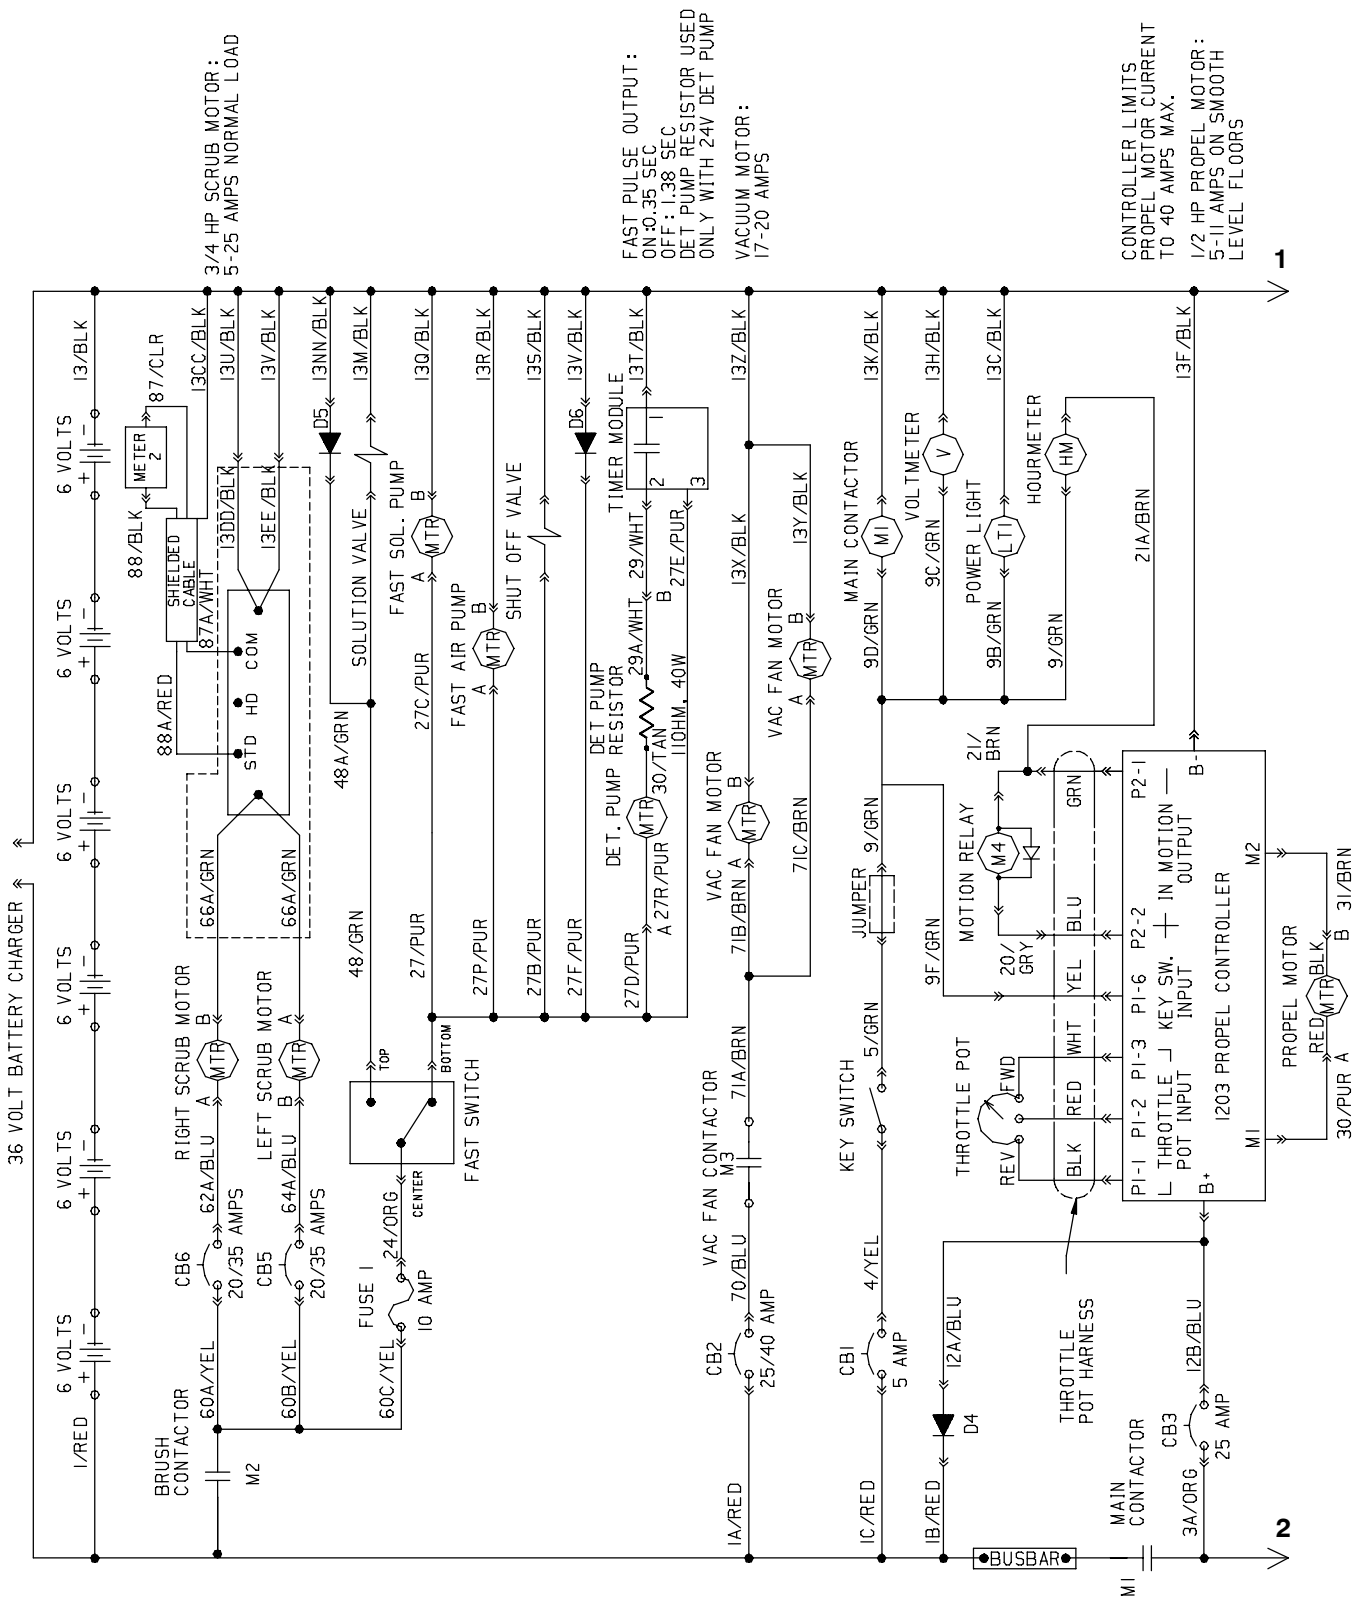 36 VOLT BATTERY CHARGER
1/RED
6 VOLTS
+ -
6 VOLTS
+ -
6 VOLTS
+ -
6 VOLTS
+ -
6 VOLTS
+ -
6 VOLTS
+ -
13/BLK
METER
2
87/CLR
88/BLK
SHIELDED
CABLE
87A/WHT
88A/RED
13CC/BLK
3/4 HP SCRUB MOTOR:
5-25 AMPS NORMAL LOAD
BRUSH
CONTACTOR
M2
60A/YEL
CB6
20/35 AMPS
62A/BLU
RIGHT SCRUB MOTOR
A
MTR
B
66A/GRN
STD
HD
COM
13DD/BLK
13U/BLK
60B/YEL
CB5
20/35 AMPS
64A/BLU
LEFT SCRUB MOTOR
B
MTR
A
66A/GRN
13EE/BLK
13V/BLK
60C/YEL
FUSE 1
10 AMP
24/ORG
CENTER
TOP
BOTTOM
FAST SWITCH
48/GRN
48A/GRN
D5
13NN/BLK
SOLUTION VALVE
13M/BLK
27/PUR
27C/PUR
FAST SOL. PUMP
A
MTR
B
13Q/BLK
27P/PUR
FAST AIR PUMP
A
MTR
B
13R/BLK
27B/PUR
SHUT OFF VALVE
13S/BLK
27F/PUR
D6
13V/BLK
27D/PUR
A
27R/PUR
DET. PUMP
MTR
30/TAN
DET PUMP
RESISTOR
11OHM, 40W
29A/WHT
B
29/WHT
27E/PUR
TIMER MODULE
2
1
3
13T/BLK
FAST PULSE OUTPUT:
ON:0.35 SEC
OFF: 1.38 SEC
DET PUMP RESISTOR USED
ONLY WITH 24V DET PUMP
1A/RED
CB2
25/40 AMP
70/BLU
VAC FAN CONTACTOR
M3
71A/BRN
71B/BRN
VAC FAN MOTOR
A
MTR
B
13X/BLK
13Z/BLK
71C/BRN
VAC FAN MOTOR
A
MTR
B
13Y/BLK
VACUUM MOTOR:
17-20 AMPS
1C/RED
CB1
5 AMP
4/YEL
KEY SWITCH
5/GRN
JUMPER
9/GRN
9D/GRN
MAIN CONTACTOR
M1
13K/BLK
9F/GRN
9C/GRN
VOLTMETER
V
13H/BLK
9B/GRN
POWER LIGHT
LT1
13C/BLK
9/GRN
HOURMETER
HM
21A/BRN
1B/RED
D4
12A/BLU
THROTTLE POT
REV
FWD
20/
GRY
MOTION RELAY
M4
21/
BRN
THROTTLE
POT HARNESS
BLK
RED
WHT
YEL
BLU
GRN
P1-1
P1-2
P1-3
P1-6
P2-2
P2-1
THROTTLE
POT INPUT
KEY SW.
INPUT
+ IN MOTION -
OUTPUT
B+
B-
1203 PROPEL CONTROLLER
M1
M2
13F/BLK
30/PUR
A
RED
MTR
BLK
B
31/BRN
PROPEL MOTOR
BUSBAR
M1
MAIN
CONTACTOR
3A/ORG
CB3
25 AMP
12B/BLU
CONTROLLER LIMITS
PROPEL MOTOR CURRENT
TO 40 AMPS MAX.
1/2 HP PROPEL MOTOR:
5-11 AMPS ON SMOOTH
LEVEL FLOORS
1
2